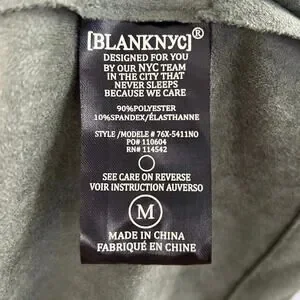 [BLANKNYC]®
DESIGNED FOR YOU
BY OUR NYC TEAM
IN THE CITY THAT
NEVER SLEEPS
BECAUSE WE CARE
90%POLYESTER
10%SPANDEX/ÉLASTHANNE
STYLE /MODELE # 76X-5411NO
PO# 110604
RN# 114542
SEE CARE ON REVERSE
VOIR INSTRUCTION AUVERSO
M
MADE IN CHINA
FABRIQUÉ EN CHINE